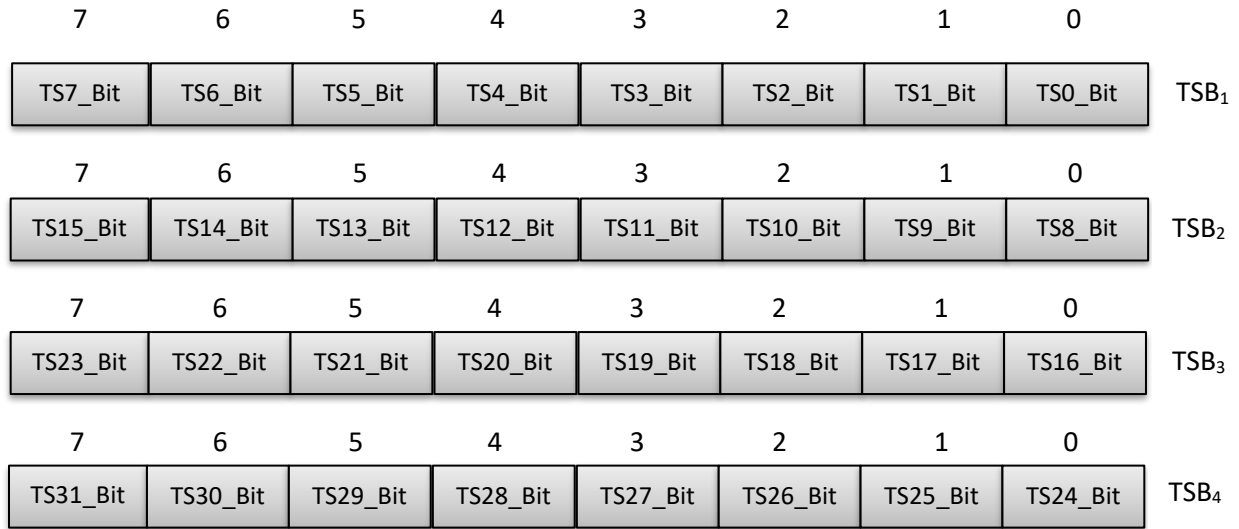 7 6 5 4 3 2 1 0
TS7_Bit TS6_Bit TS5_Bit TS4_Bit TS3_Bit TS2_Bit TS1_Bit TS0_Bit TSB₁
7 6 5 4 3 2 1 0
TS15_Bit TS14_Bit TS13_Bit TS12_Bit TS11_Bit TS10_Bit TS9_Bit TS8_Bit TSB₂
7 6 5 4 3 2 1 0
TS23_Bit TS22_Bit TS21_Bit TS20_Bit TS19_Bit TS18_Bit TS17_Bit TS16_Bit TSB₃
7 6 5 4 3 2 1 0
TS31_Bit TS30_Bit TS29_Bit TS28_Bit TS27_Bit TS26_Bit TS25_Bit TS24_Bit TSB₄